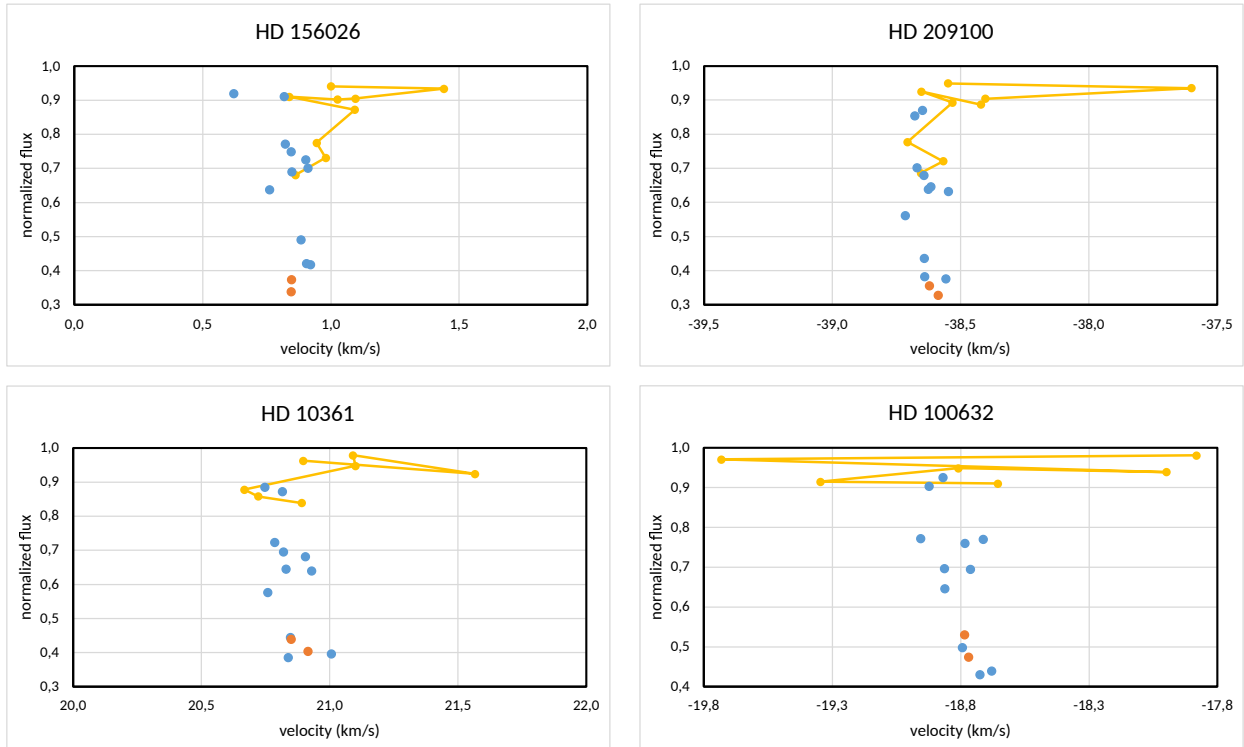 HD 156026
1,0
0,9
0,8
0,7
0,6
0,5
0,4
0,3
normalized flux
0,0 0,5 1,0 1,5 2,0
velocity (km/s)
HD 209100
1,0
0,9
0,8
0,7
0,6
0,5
0,4
0,3
normalized flux
-39,5 -39,0 -38,5 -38,0 -37,5
velocity (km/s)
HD 10361
1,0
0,9
0,8
0,7
0,6
0,5
0,4
0,3
normalized flux
20,0 20,5 21,0 21,5 22,0
velocity (km/s)
HD 100632
1,0
0,9
0,8
0,7
0,6
0,5
0,4
normalized flux
-19,8 -19,3 -18,8 -18,3 -17,8
velocity (km/s)